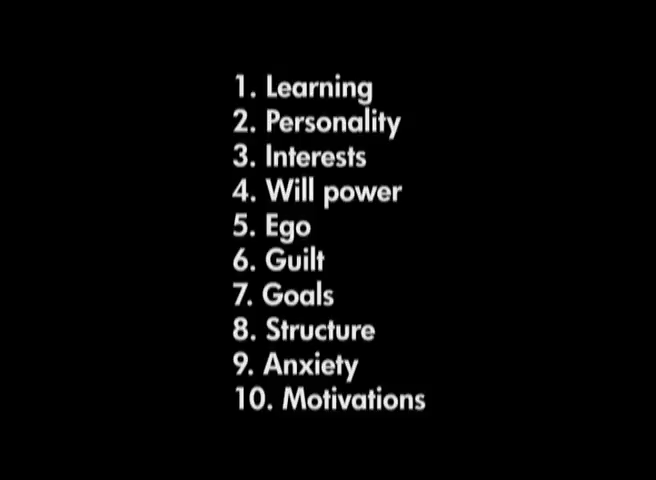 1. Learning
2. Personality
3. Interests
4. Will power
5. Ego
6. Guilt
7. Goals
8. Structure
9. Anxiety
10. Motivations